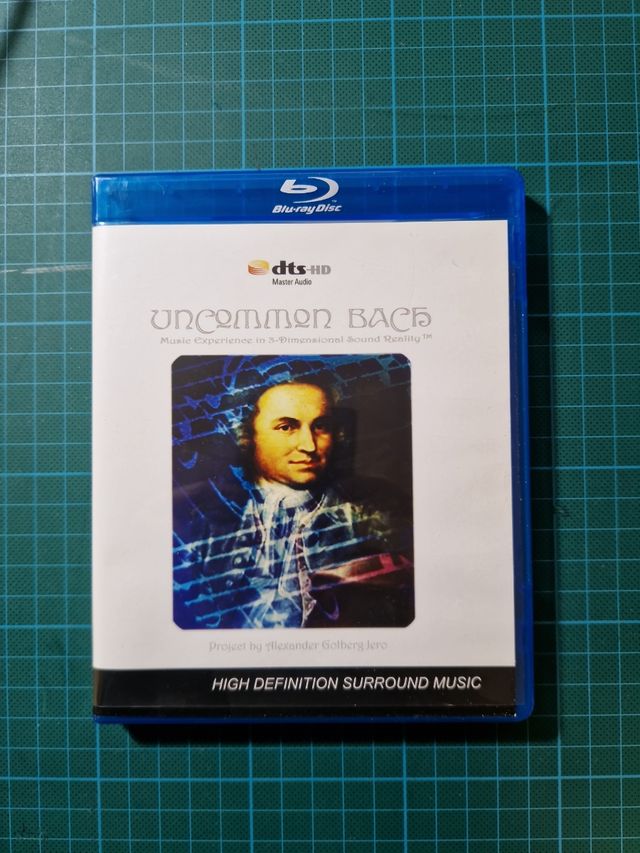 Blu-ray Disc™
dts-HD
Master Audio
UNCOMMON BACH
Music Experience in 3-Dimensional Sound Reality™
Project by Alexander Golberg Jero
HIGH DEFINITION SURROUND MUSIC